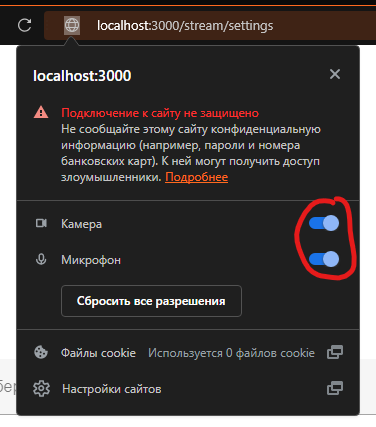 localhost:3000/stream/settings
localhost:3000
Подключение к сайту не защищено
Не сообщайте этому сайту конфиденциальную
информацию (например, пароли и номера
банковских карт). К ней могут получить доступ
злоумышленники. Подробнее
Камера
Микрофон
Сбросить все разрешения
Файлы cookie Используется 0 файлов cookie
Настройки сайтов